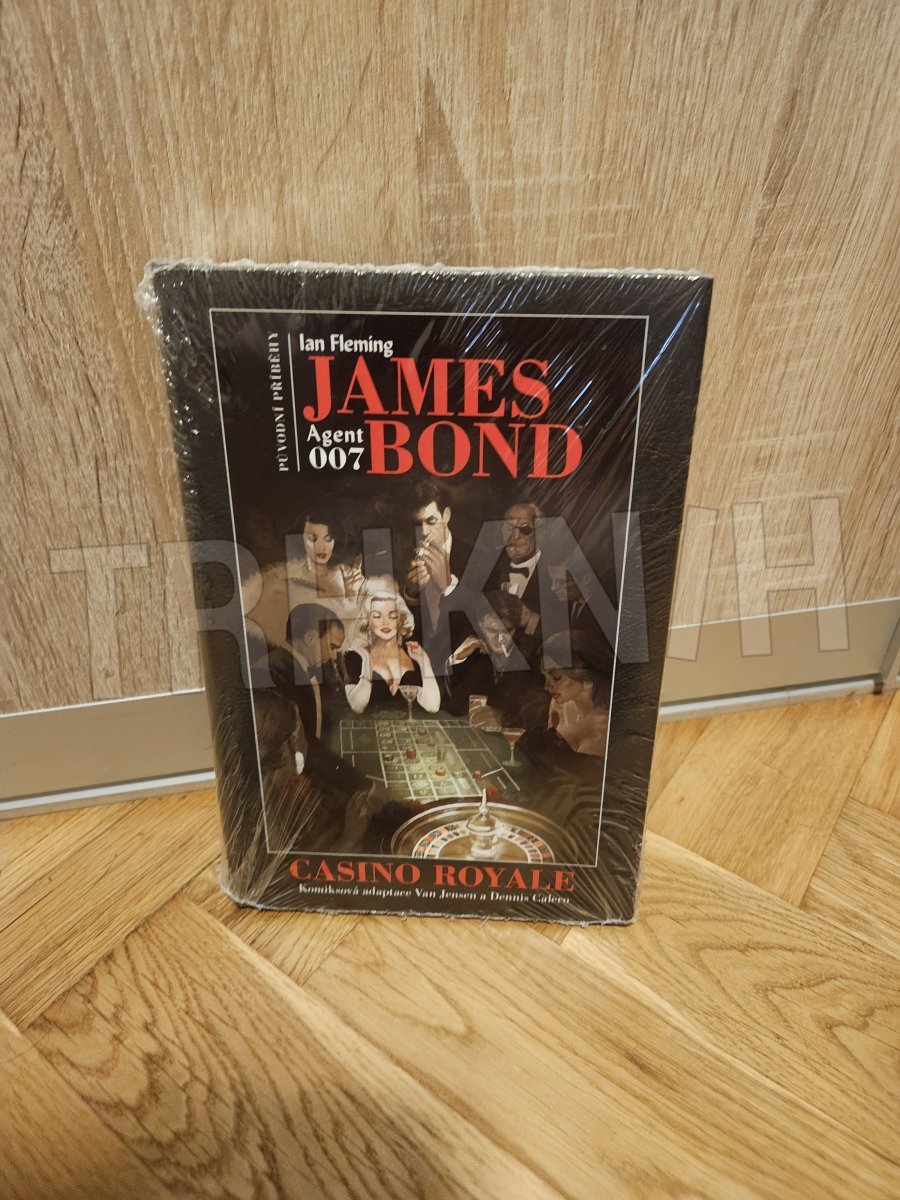 PŮVODNÍ PŘÍBĚHY
Ian Fleming
JAMES
Agent
007 BOND
TRHKNIH
CASINO ROYALE
Komiksová adaptace Van Jensen a Dennis Calero